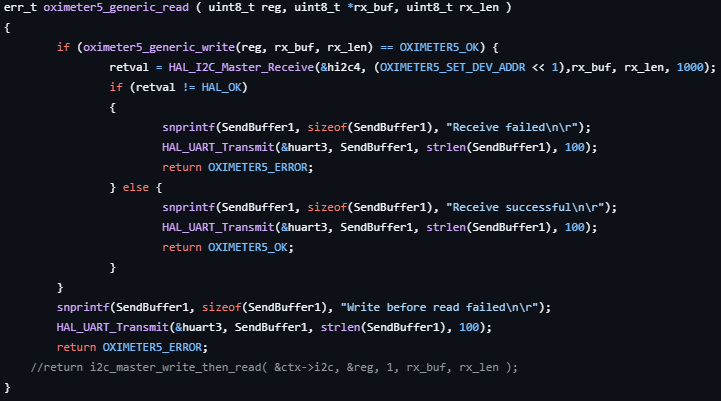 err_t oximeter5_generic_read ( uint8_t reg, uint8_t *rx_buf, uint8_t rx_len )
{
        if (oximeter5_generic_write(reg, rx_buf, rx_len) == OXIMETER5_OK) {
                retval = HAL_I2C_Master_Receive(&hi2c4, (OXIMETER5_SET_DEV_ADDR << 1),rx_buf, rx_len, 1000);
                if (retval != HAL_OK)
                {
                        snprintf(SendBuffer1, sizeof(SendBuffer1), "Receive failed\n\r");
                        HAL_UART_Transmit(&huart3, SendBuffer1, strlen(SendBuffer1), 100);
                        return OXIMETER5_ERROR;
                } else {
                        snprintf(SendBuffer1, sizeof(SendBuffer1), "Receive successful\n\r");
                        HAL_UART_Transmit(&huart3, SendBuffer1, strlen(SendBuffer1), 100);
                        return OXIMETER5_OK;
                }
        }
        snprintf(SendBuffer1, sizeof(SendBuffer1), "Write before read failed\n\r");
        HAL_UART_Transmit(&huart3, SendBuffer1, strlen(SendBuffer1), 100);
        return OXIMETER5_ERROR;
    //return i2c_master_write_then_read( &ctx->i2c, &reg, 1, rx_buf, rx_len );
}